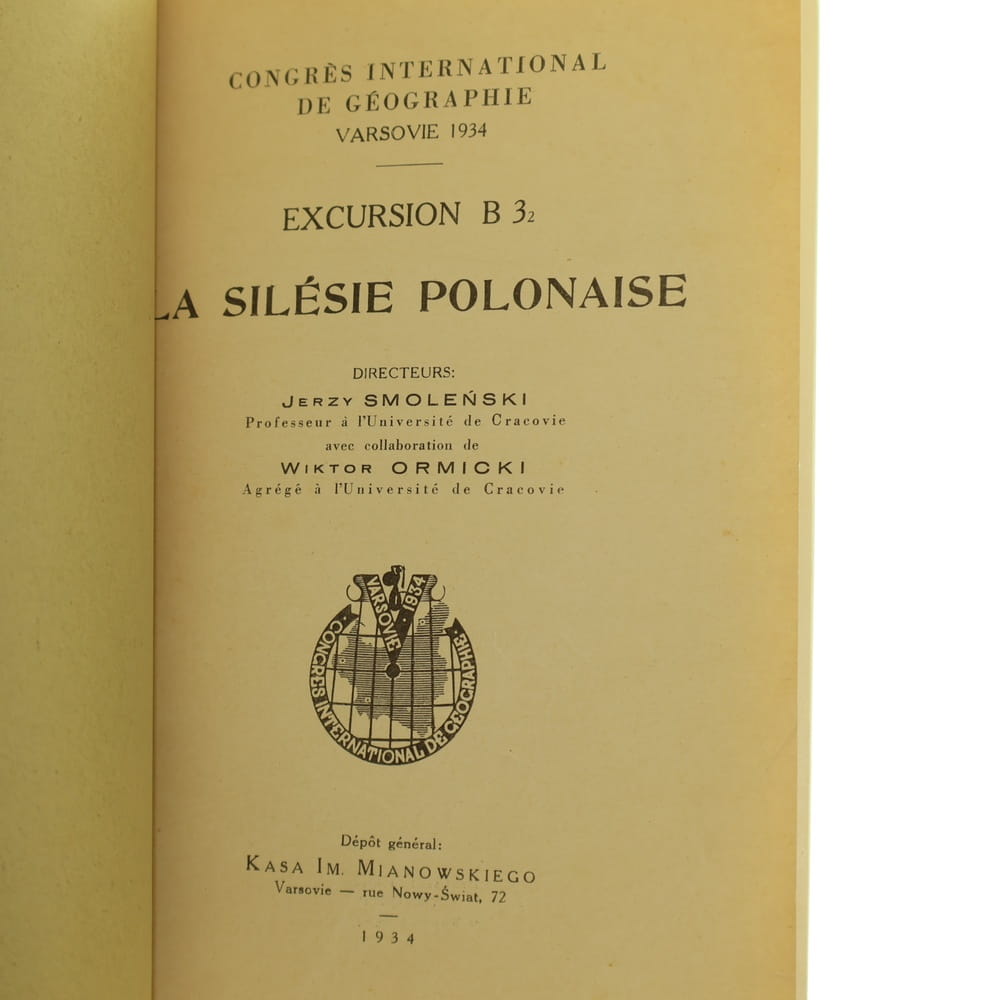 CONGRÈS INTERNATIONAL
DE GÉOGRAPHIE
VARSOVIE 1934
EXCURSION B 3₂
LA SILÉSIE POLONAISE
DIRECTEURS:
JERZY SMOLEŃSKI
Professeur à l'Université de Cracovie
avec collaboration de
WIKTOR ORMICKI
Agrégé à l'Université de Cracovie
VARSOVIE 1934
·CONGRÈS INTERNATIONAL DE GÉOGRAPHIE·
Dépôt général:
KASA IM. MIANOWSKIEGO
Varsovie — rue Nowy-Świat, 72
1934